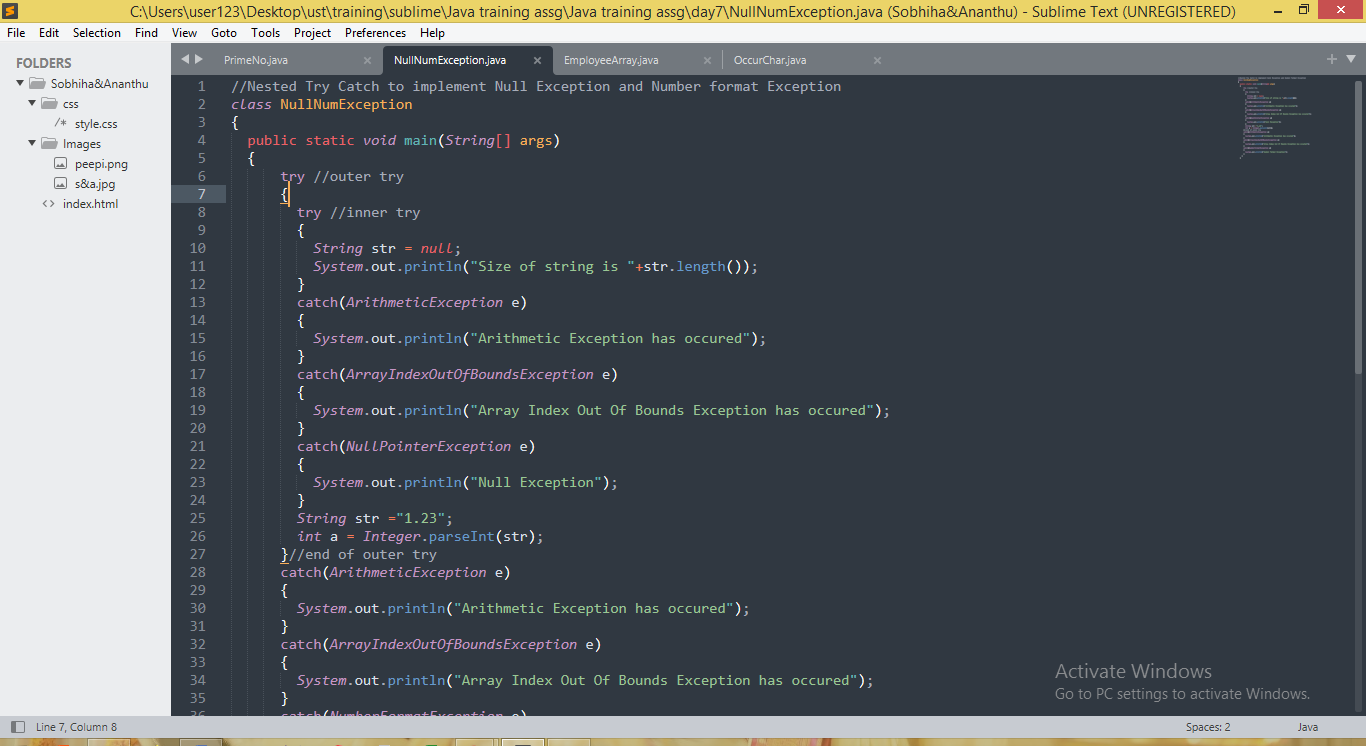 C:\Users\user123\Desktop\ust\training\sublime\Java training assg\Java training assg\day7\NullNumException.java (Sobhiha&Ananthu) - Sublime Text (UNREGISTERED)
File Edit Selection Find View Goto Tools Project Preferences Help
FOLDERS
Sobhiha&Ananthu
css
/* style.css
Images
peepi.png
s&a.jpg
<> index.html
PrimeNo.java NullNumException.java EmployeeArray.java OccurChar.java
1 //Nested Try Catch to implement Null Exception and Number format Exception
2 class NullNumException
3 {
4 public static void main(String[] args)
5 {
6 try //outer try
7 {
8 try //inner try
9 {
10 String str = null;
11 System.out.println("Size of string is "+str.length());
12 }
13 catch(ArithmeticException e)
14 {
15 System.out.println("Arithmetic Exception has occured");
16 }
17 catch(ArrayIndexOutOfBoundsException e)
18 {
19 System.out.println("Array Index Out Of Bounds Exception has occured");
20 }
21 catch(NullPointerException e)
22 {
23 System.out.println("Null Exception");
24 }
25 String str ="1.23";
26 int a = Integer.parseInt(str);
27 }//end of outer try
28 catch(ArithmeticException e)
29 {
30 System.out.println("Arithmetic Exception has occured");
31 }
32 catch(ArrayIndexOutOfBoundsException e)
33 {
34 System.out.println("Array Index Out Of Bounds Exception has occured");
35 }
36 catch(NumberFormatException e)
Activate Windows
Go to PC settings to activate Windows.
Line 7, Column 8 Spaces: 2 Java